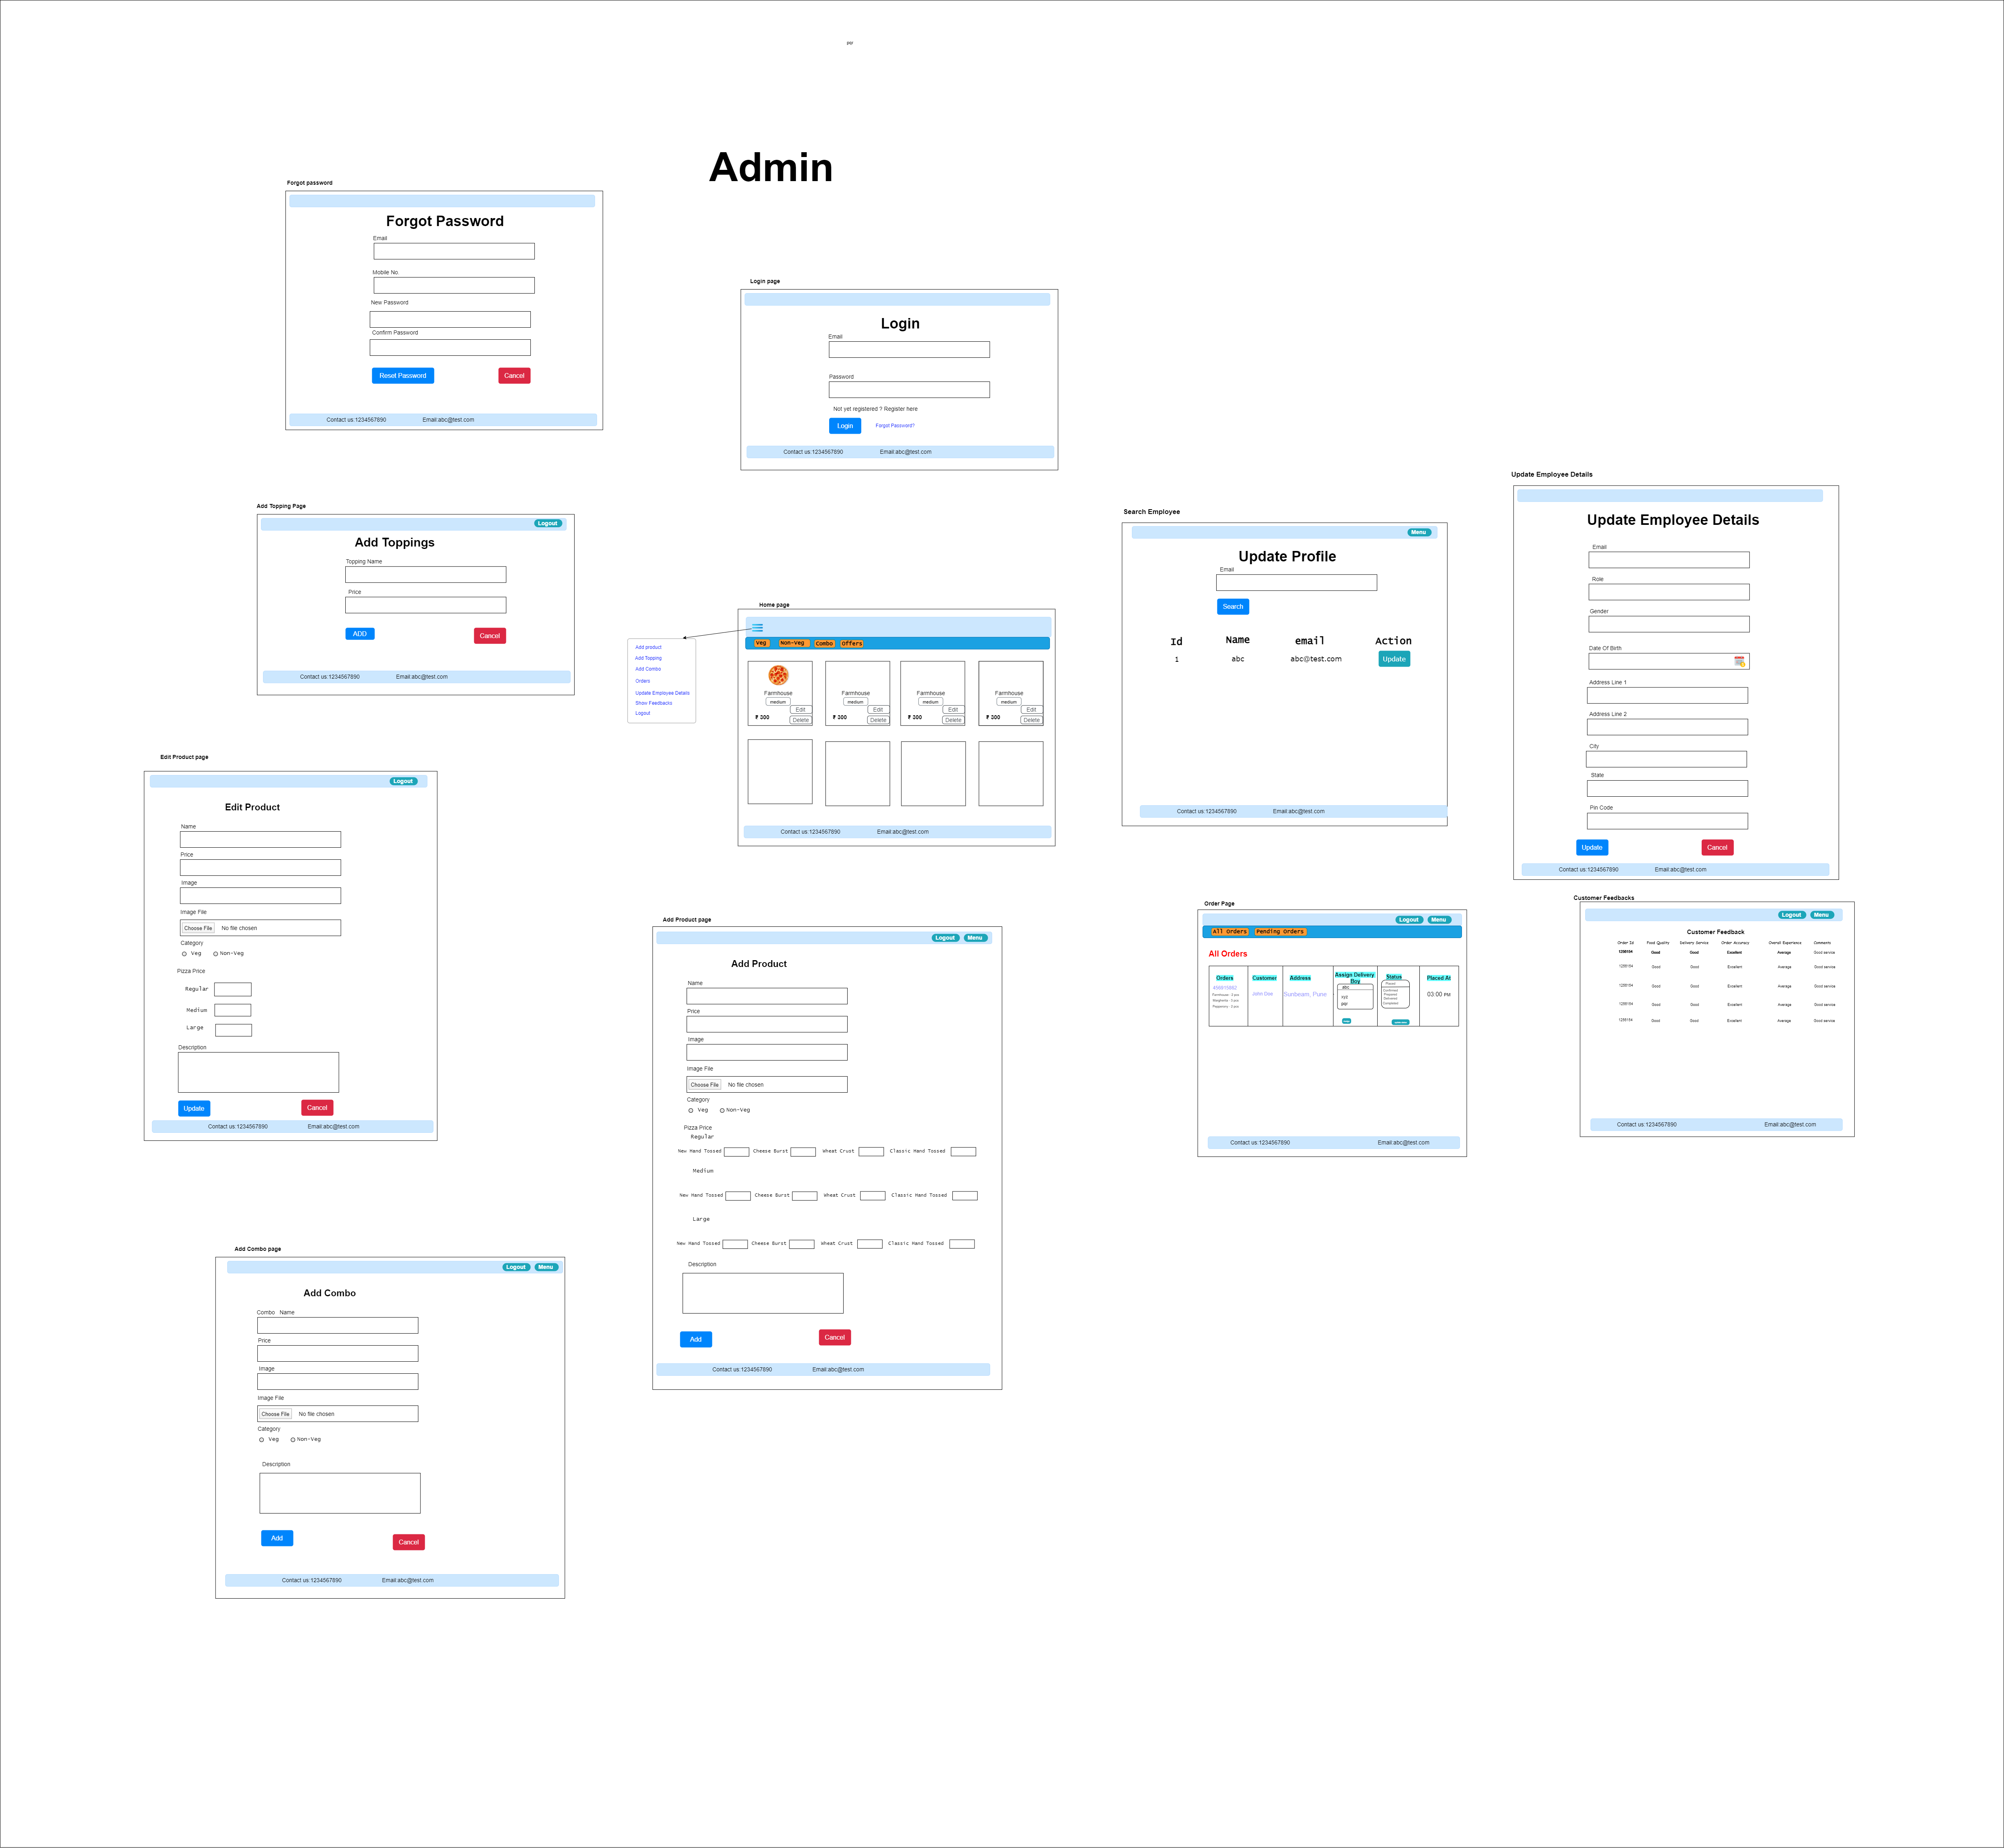 pqr
Admin
Forgot password
Forgot Password
Email
Mobile No.
New Password
Confirm Password
Reset Password
Cancel
Contact us:1234567890
Email:abc@test.com
Login page
Login
Email
Password
Not yet registered ? Register here
Login
Forgot Password?
Contact us:1234567890
Email:abc@test.com
Add Topping Page
Logout
Add Toppings
Topping Name
Price
ADD
Cancel
Contact us:1234567890
Email:abc@test.com
Home page
Add product
Add Topping
Add Combo
Orders
Update Employee Details
Show Feedbacks
Logout
Veg
Non-Veg
Combo
Offers
Farmhouse
medium
Edit
₹ 300
Delete
Farmhouse
medium
Edit
₹ 300
Delete
Farmhouse
medium
Edit
₹ 300
Delete
Farmhouse
medium
Edit
₹ 300
Delete
Contact us:1234567890
Email:abc@test.com
Search Employee
Menu
Update Profile
Email
Search
Id Name email Action
1 abc abc@test.com Update
Contact us:1234567890
Email:abc@test.com
Update Employee Details
Update Employee Details
Email
Role
Gender
Date Of Birth
Address Line 1
Address Line 2
City
State
Pin Code
Update
Cancel
Contact us:1234567890
Email:abc@test.com
Edit Product page
Logout
Edit Product
Name
Price
Image
Image File
Choose File No file chosen
Category
Veg Non-Veg
Pizza Price
Regular
Medium
Large
Description
Update
Cancel
Contact us:1234567890
Email:abc@test.com
Add Product page
Logout Menu
Add Product
Name
Price
Image
Image File
Choose File No file chosen
Category
Veg Non-Veg
Pizza Price
Regular
New Hand Tossed Cheese Burst Wheat Crust Classic Hand Tossed
Medium
New Hand Tossed Cheese Burst Wheat Crust Classic Hand Tossed
Large
New Hand Tossed Cheese Burst Wheat Crust Classic Hand Tossed
Description
Add
Cancel
Contact us:1234567890
Email:abc@test.com
Order Page
Logout Menu
All Orders Pending Orders
All Orders
Orders
Customer
Address
Assign Delivery
Boy
Status
Placed At
John Doe
Sunbeam, Pune
abc
xyz
pqr
Placed
Confirmed
Prepared
Delivered
Completed
03:00 PM
Contact us:1234567890
Email:abc@test.com
Customer Feedbacks
Logout Menu
Customer Feedback
Order Id Food Quality Delivery Service Order Accuracy Overall Experience Comments
1256164 Good Good Excellent Average Good service
1256164 Good Good Excellent Average Good service
1256164 Good Good Excellent Average Good service
1256164 Good Good Excellent Average Good service
1256164 Good Good Excellent Average Good service
Contact us:1234567890
Email:abc@test.com
Add Combo page
Logout Menu
Add Combo
Combo Name
Price
Image
Image File
Choose File No file chosen
Category
Veg Non-Veg
Description
Add
Cancel
Contact us:1234567890
Email:abc@test.com